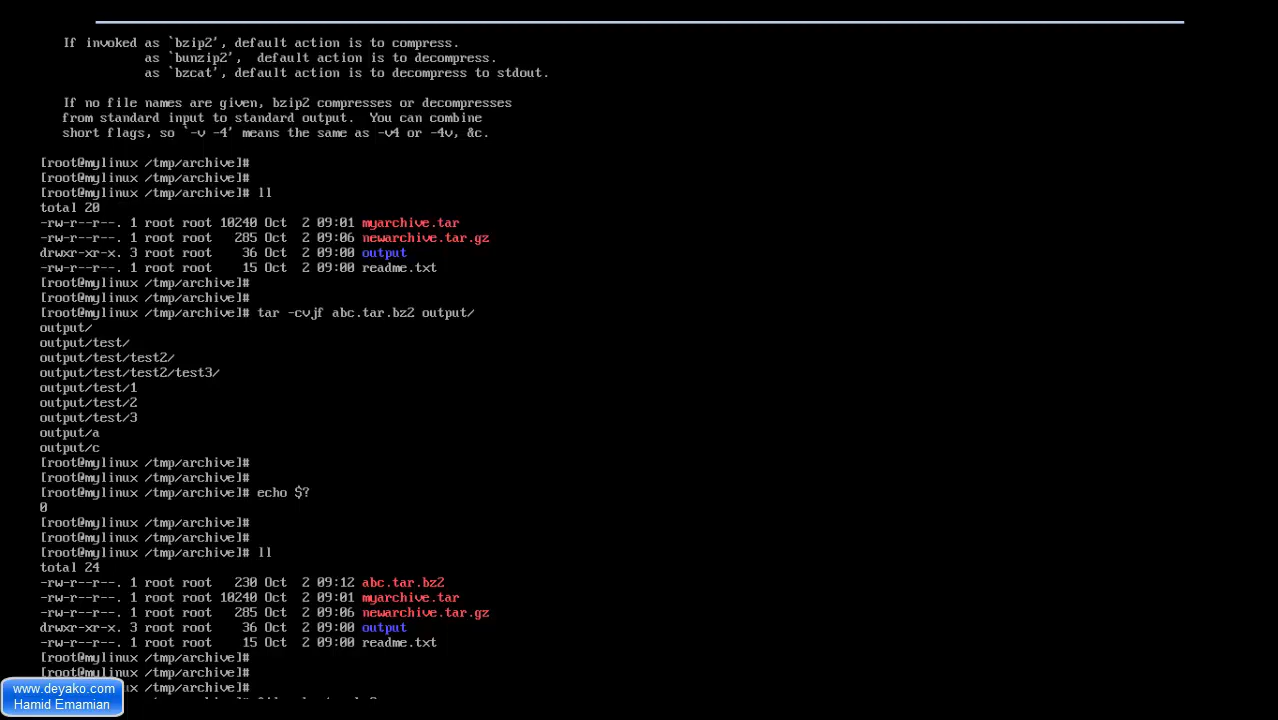 If invoked as `bzip2', default action is to compress.
as `bunzip2',  default action is to decompress.
as `bzcat', default action is to decompress to stdout.
If no file names are given, bzip2 compresses or decompresses
from standard input to standard output.  You can combine
short flags, so `-v -4' means the same as -v4 or -4v, &c.
[root@mylinux /tmp/archive]#
[root@mylinux /tmp/archive]#
[root@mylinux /tmp/archive]# ll
total 20
-rw-r--r--. 1 root root 10240 Oct  2 09:01 myarchive.tar
-rw-r--r--. 1 root root   285 Oct  2 09:06 newarchive.tar.gz
drwxr-xr-x. 3 root root    36 Oct  2 09:00 output
-rw-r--r--. 1 root root    15 Oct  2 09:00 readme.txt
[root@mylinux /tmp/archive]#
[root@mylinux /tmp/archive]#
[root@mylinux /tmp/archive]# tar -cvjf abc.tar.bz2 output/
output/
output/test/
output/test/test2/
output/test/test2/test3/
output/test/1
output/test/2
output/test/3
output/a
output/c
[root@mylinux /tmp/archive]#
[root@mylinux /tmp/archive]#
[root@mylinux /tmp/archive]# echo $?
0
[root@mylinux /tmp/archive]#
[root@mylinux /tmp/archive]#
[root@mylinux /tmp/archive]# ll
total 24
-rw-r--r--. 1 root root   230 Oct  2 09:12 abc.tar.bz2
-rw-r--r--. 1 root root 10240 Oct  2 09:01 myarchive.tar
-rw-r--r--. 1 root root   285 Oct  2 09:06 newarchive.tar.gz
drwxr-xr-x. 3 root root    36 Oct  2 09:00 output
-rw-r--r--. 1 root root    15 Oct  2 09:00 readme.txt
[root@mylinux /tmp/archive]#
[root@mylinux /tmp/archive]#
linux /tmp/archive]#
www.deyako.com
Hamid Emamian